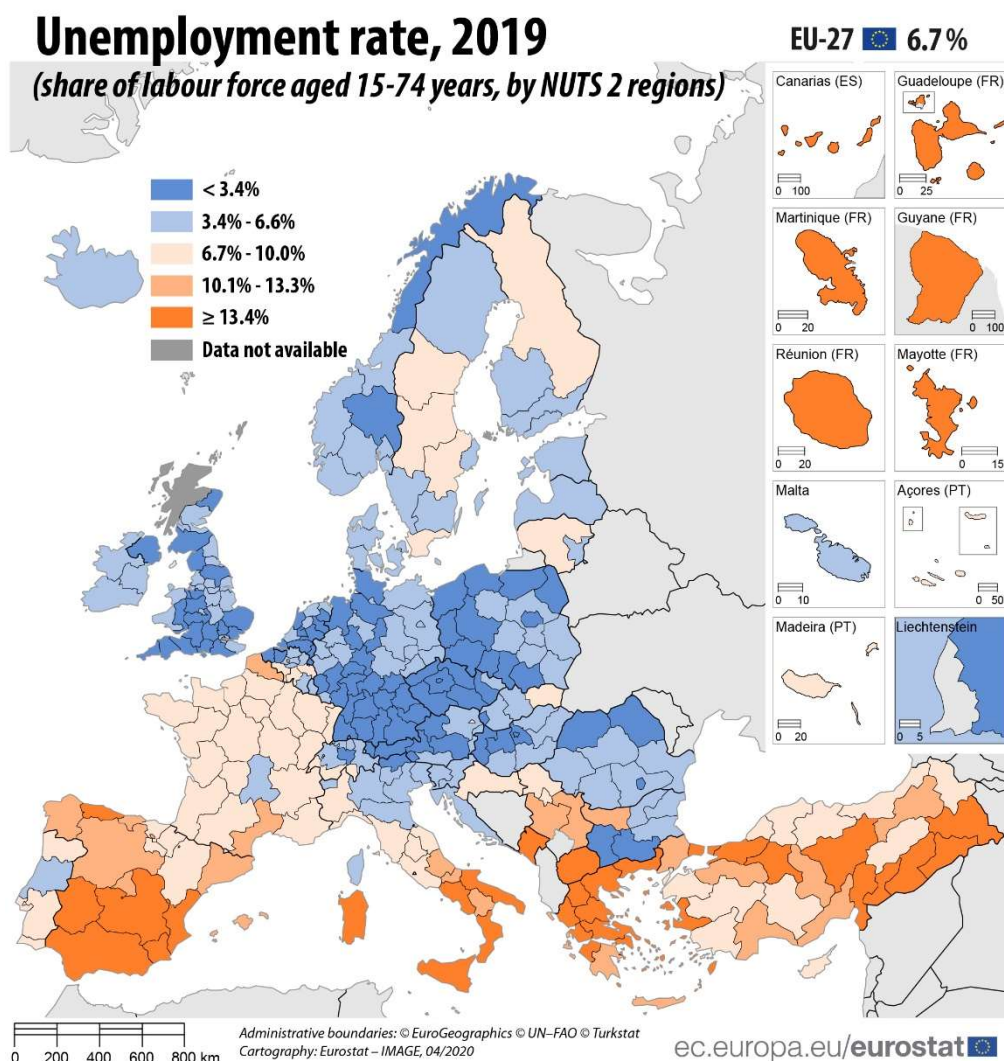 Unemployment rate, 2019
(share of labour force aged 15-74 years, by NUTS 2 regions)
EU-27 6.7 %
< 3.4%
3.4% - 6.6%
6.7% - 10.0%
10.1% - 13.3%
≥ 13.4%
Data not available
Canarias (ES)
0 100
Guadeloupe (FR)
0 25
Martinique (FR)
0 20
Guyane (FR)
0 100
Réunion (FR)
0 20
Mayotte (FR)
0 15
Malta
0 10
Açores (PT)
0 50
Madeira (PT)
0 20
Liechtenstein
0 5
0 200 400 600 800 km
Administrative boundaries: © EuroGeographics © UN–FAO © Turkstat
Cartography: Eurostat – IMAGE, 04/2020
ec.europa.eu/eurostat